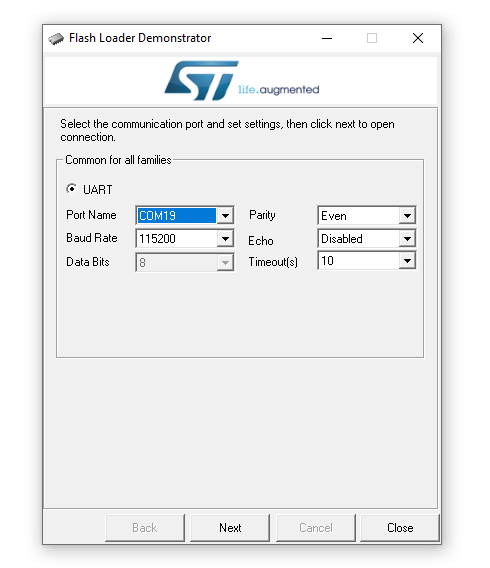 Flash Loader Demonstrator
ST life.augmented
Select the communication port and set settings, then click next to open
connection.
Common for all families
UART
Port Name COM19 Parity Even
Baud Rate 115200 Echo Disabled
Data Bits 8 Timeout(s) 10
Back Next Cancel Close